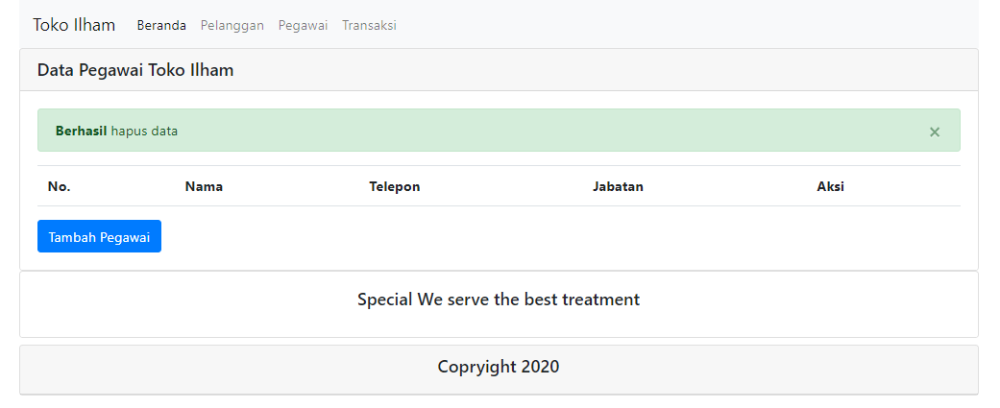 Toko Ilham Beranda Pelanggan Pegawai Transaksi
Data Pegawai Toko Ilham
Berhasil hapus data ×
No. Nama Telepon Jabatan Aksi
Tambah Pegawai
Special We serve the best treatment
Copryight 2020